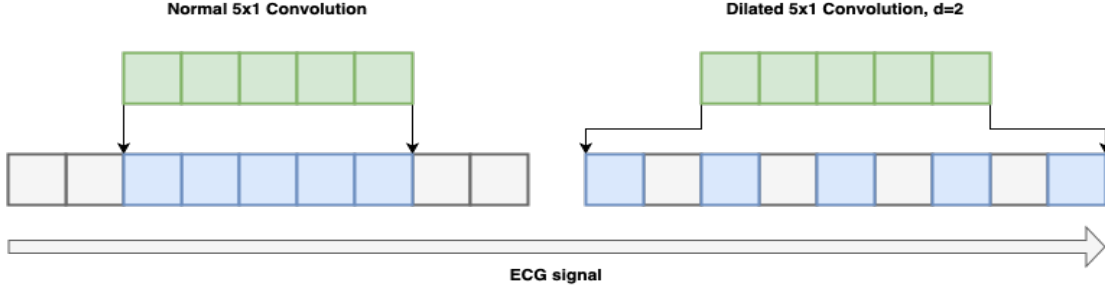 Normal 5x1 Convolution
Dilated 5x1 Convolution, d=2
ECG signal